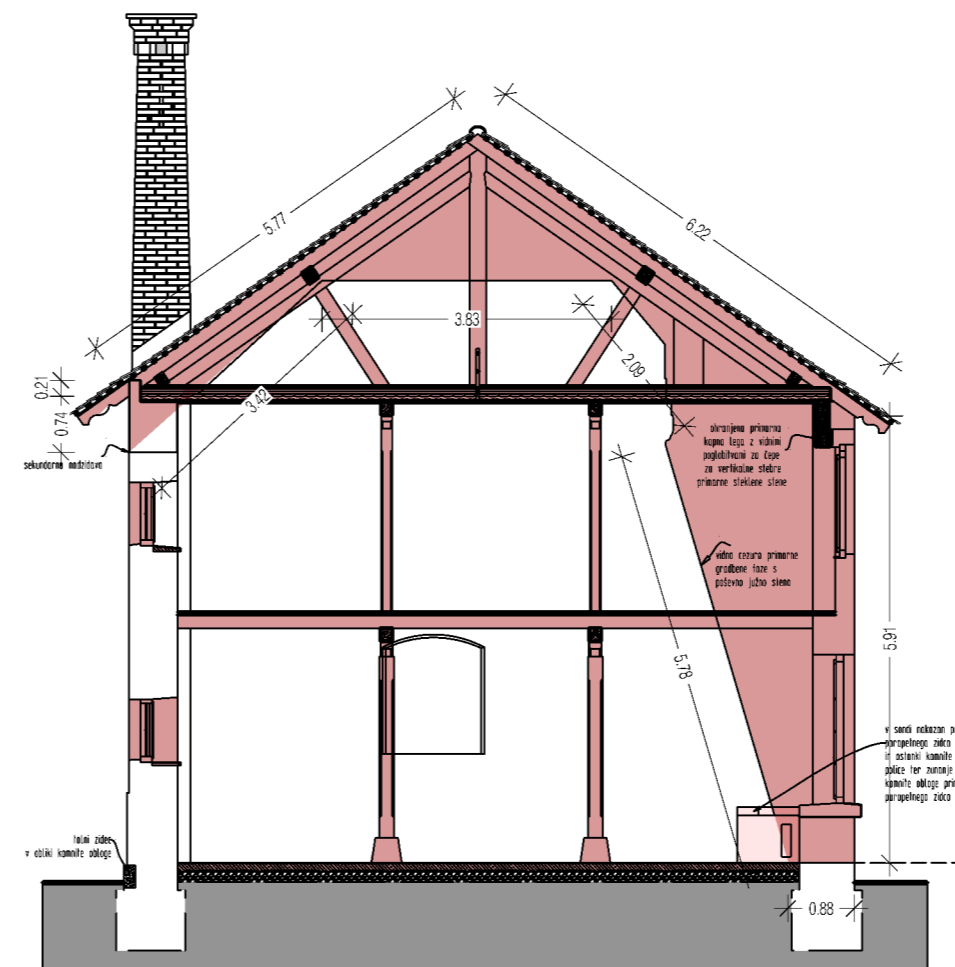 5.77
6.22
3.83
2.09
3.42
0.21
0.74
sekundarna nadzidava
ohranjena primarna
kapna lega z vidnimi
poglobitvami za čepe
za vertikalne stebre
primarne steklene stene
vidna cezura primarne
gradbene faze s
poševno južno steno
5.91
5.78
v sondi nakazan
parapetnega zidca
in ostanki kamnite
police ter zunanje
kamnite obloge
parapetnega zidca
talni zidec
v obliki kamnite obloge
0.88